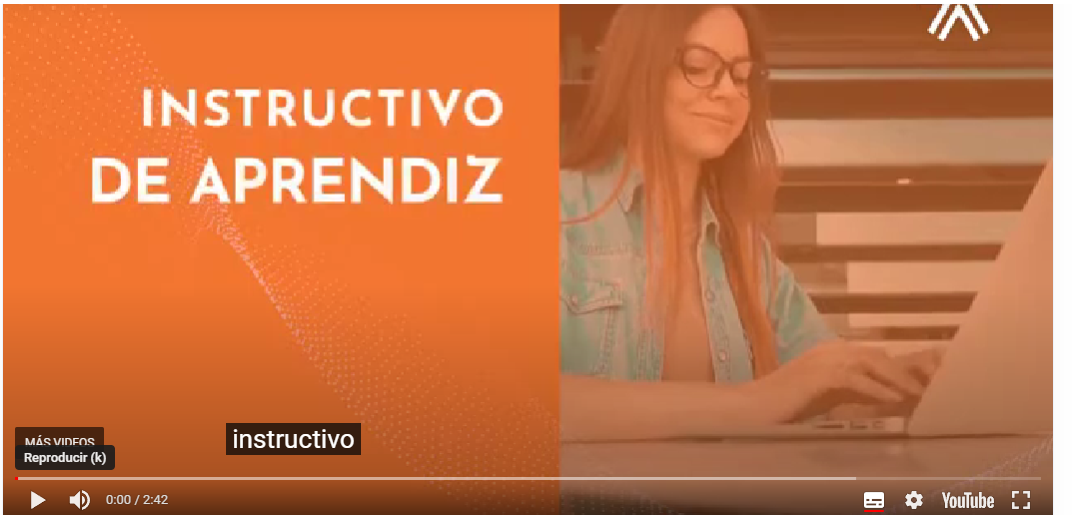 INSTRUCTIVO
DE APRENDIZ
instructivo
MÁS VIDEOS
Reproducir (k)
0:00 / 2:42
YouTube